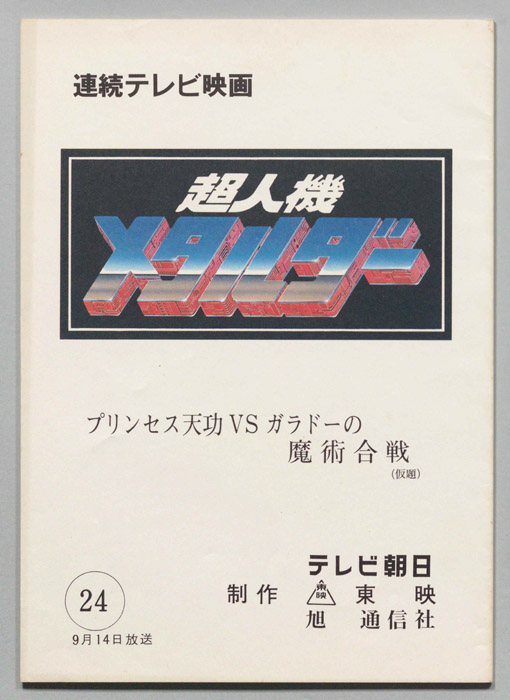 連続テレビ映画
超人機
メタルダー
プリンセス天功VSガラドーの
魔術合戦
(仮題)
テレビ朝日
制作 東映 東映
旭通信社
24
9月14日放送